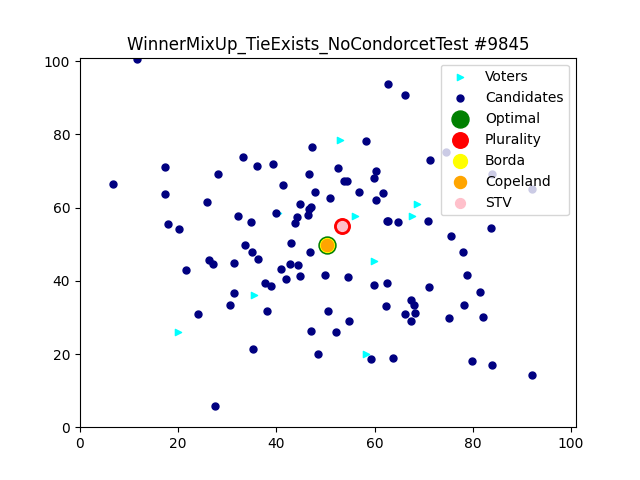 WinnerMixUp_TieExists_NoCondorcetTest #9845
Voters
Candidates
Optimal
Plurality
Borda
Copeland
STV
100
80
60
40
20
0
0 20 40 60 80 100